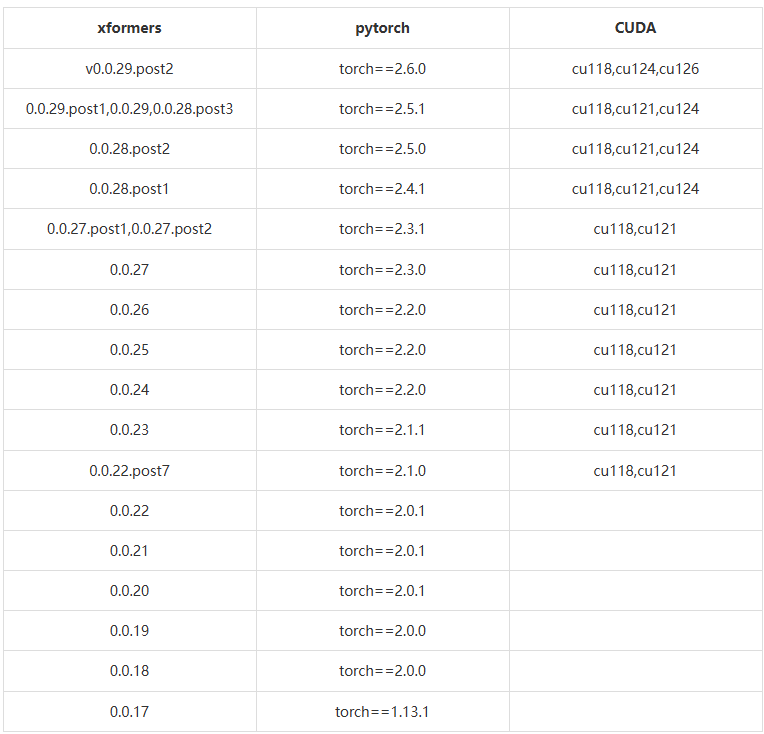 xformers pytorch CUDA
v0.0.29.post2 torch==2.6.0 cu118,cu124,cu126
0.0.29.post1,0.0.29,0.0.28.post3 torch==2.5.1 cu118,cu121,cu124
0.0.28.post2 torch==2.5.0 cu118,cu121,cu124
0.0.28.post1 torch==2.4.1 cu118,cu121,cu124
0.0.27.post1,0.0.27.post2 torch==2.3.1 cu118,cu121
0.0.27 torch==2.3.0 cu118,cu121
0.0.26 torch==2.2.0 cu118,cu121
0.0.25 torch==2.2.0 cu118,cu121
0.0.24 torch==2.2.0 cu118,cu121
0.0.23 torch==2.1.1 cu118,cu121
0.0.22.post7 torch==2.1.0 cu118,cu121
0.0.22 torch==2.0.1
0.0.21 torch==2.0.1
0.0.20 torch==2.0.1
0.0.19 torch==2.0.0
0.0.18 torch==2.0.0
0.0.17 torch==1.13.1